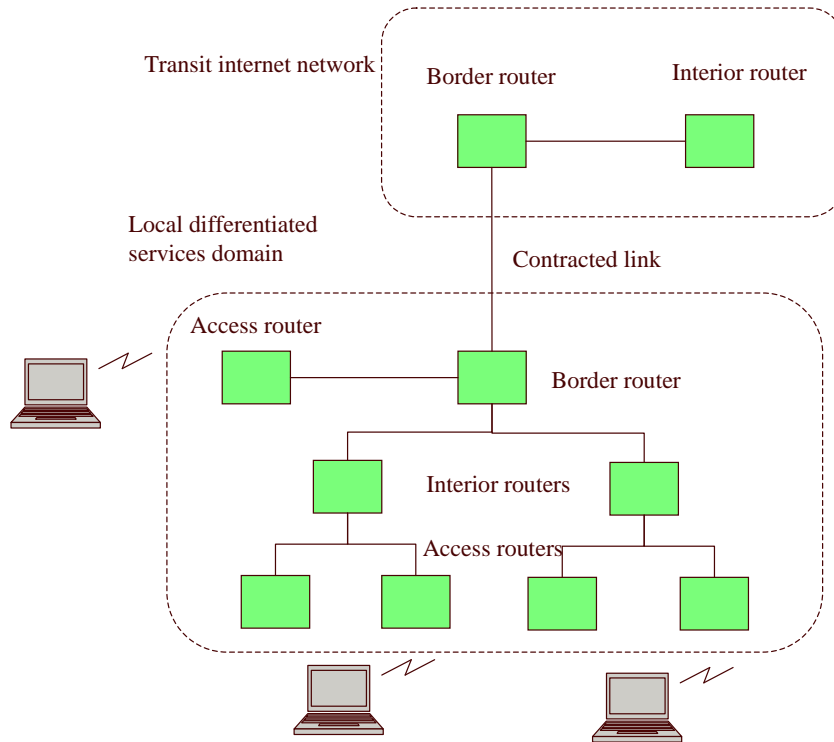 Transit internet network
Border router
Interior router
Local differentiated
services domain
Contracted link
Access router
Border router
Interior routers
Access routers